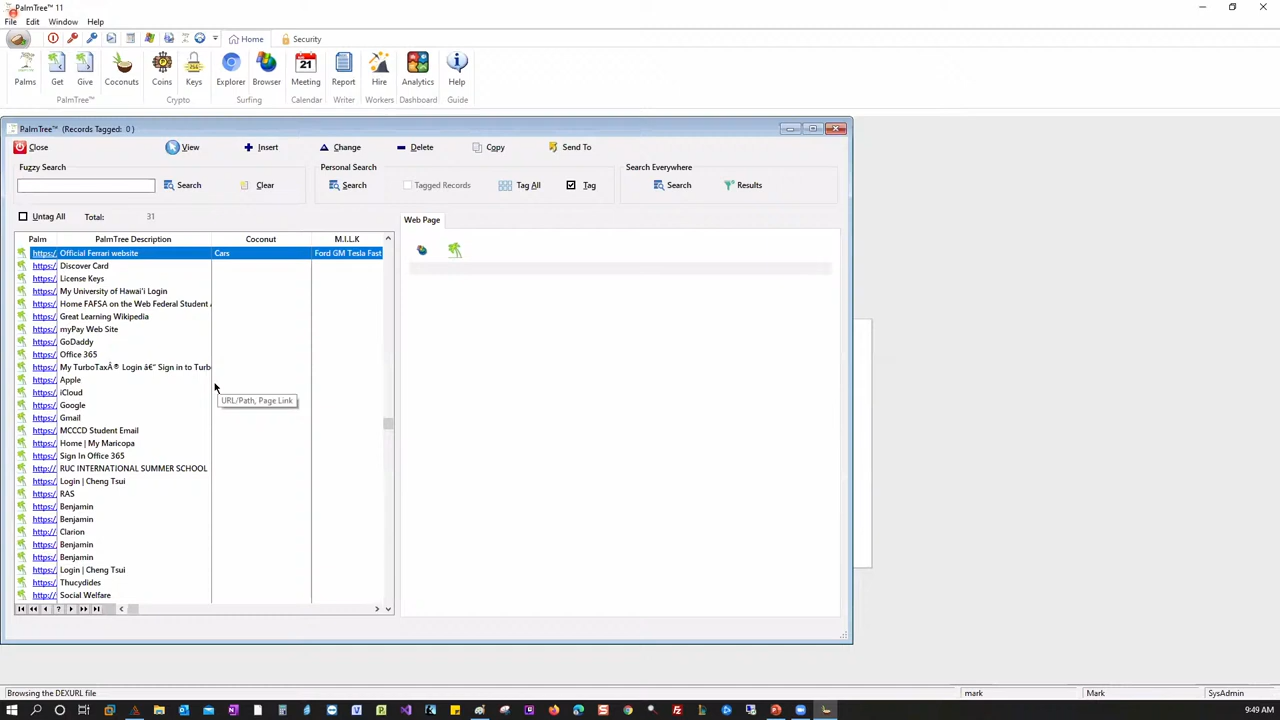 PalmTree™ 11
File Edit Window Help
Home Security
Palms Get Give Coconuts Coins Keys Explorer Browser Meeting Report Hire Analytics Help
21
PalmTree™ Crypto Surfing Calendar Writer Workers Dashboard Guide
PalmTree™ (Records Tagged: 0 )
Close View Insert Change Delete Copy Send To
Fuzzy Search Personal Search Search Everywhere
Search Clear Search Tagged Records Tag All Tag Search Results
Untag All Total: 31
Web Page
Palm PalmTree Description Coconut M.I.L.K
https:/ Official Ferrari website Cars Ford GM Tesla Fast
https:/ Discover Card
https:/ License Keys
https:/ My University of Hawai'i Login
https:/ Home FAFSA on the Web Federal Student
https:/ Great Learning Wikipedia
https:/ myPay Web Site
https:/ GoDaddy
https:/ Office 365
https:/ My TurboTaxÂ® Login â€“ Sign in to Turb
https:/ Apple
https:/ iCloud
https:/ Google
https:/ Gmail
https:/ MCCCD Student Email
https:/ Home | My Maricopa
https:/ Sign In Office 365
http:// RUC INTERNATIONAL SUMMER SCHOOL
https:/ Login | Cheng Tsui
https:/ RAS
https:/ Benjamin
https:/ Benjamin
http:// Clarion
https:/ Benjamin
https:/ Benjamin
https:/ Login | Cheng Tsui
https:/ Thucydides
https:/ Social Welfare
URL/Path, Page Link
Browsing the DEXURL file mark Mark SysAdmin
9:49 AM